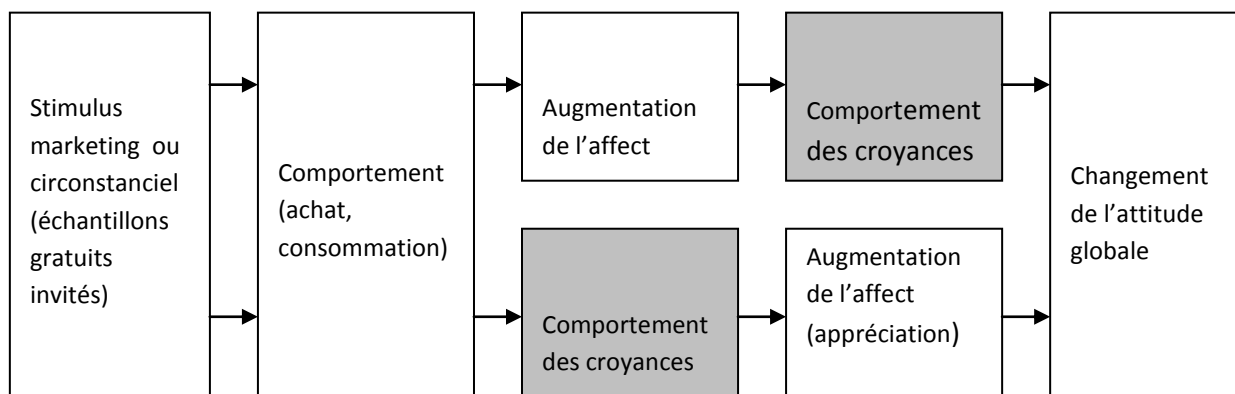 Stimulus
marketing ou
circonstanciel
(échantillons
gratuits
invités)
Comportement
(achat,
consommation)
Augmentation
de l’affect
Comportement
des croyances
Comportement
des croyances
Augmentation
de l’affect
(appréciation)
Changement
de l’attitude
globale